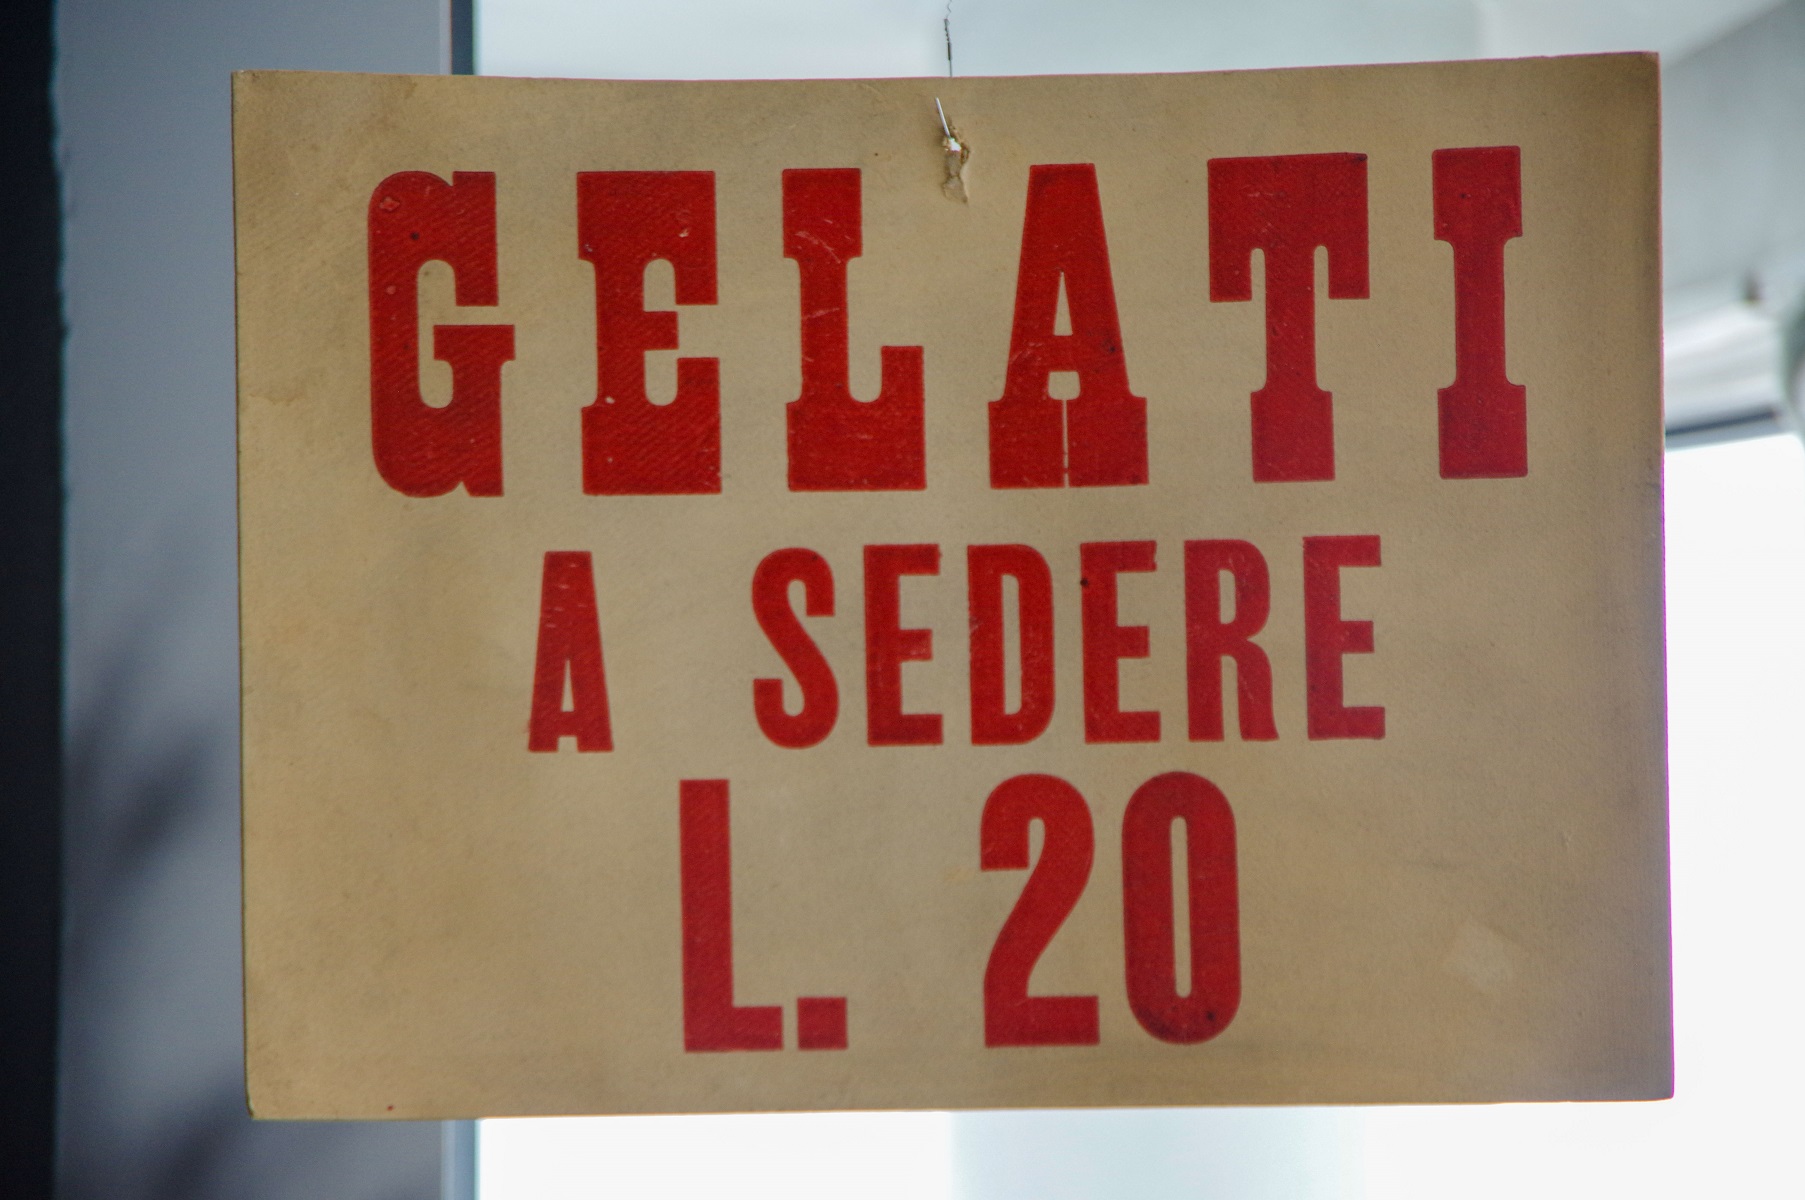 GELATI
A SEDERE
L. 20